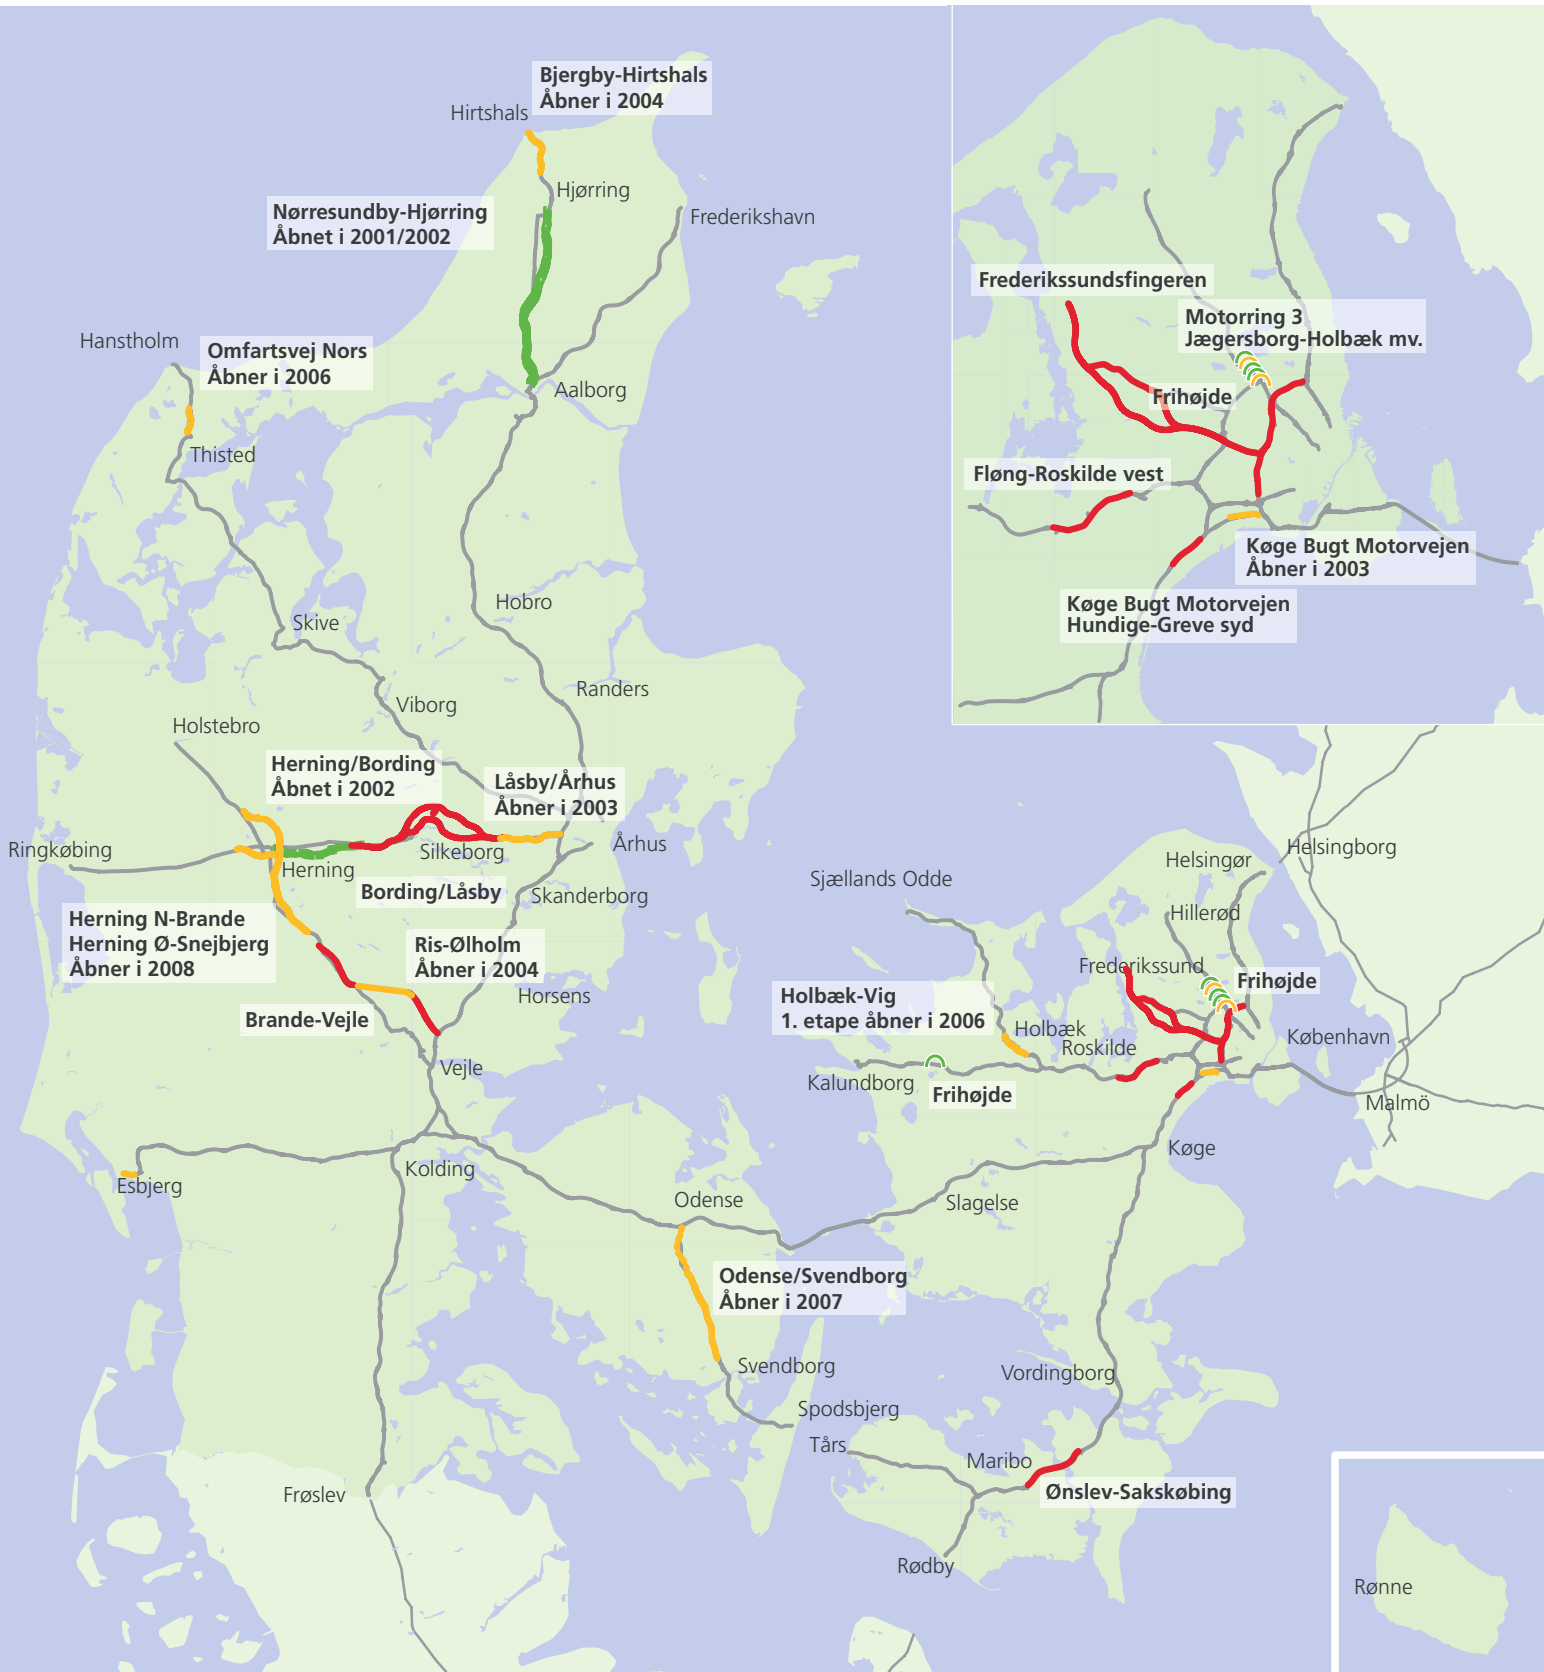 Bjergby-Hirtshals
Åbner i 2004
Hirtshals
Hjørring
Nørresundby-Hjørring
Åbnet i 2001/2002
Frederikshavn
Hanstholm
Omfartsvej Nors
Åbner i 2006
Aalborg
Thisted
Hobro
Skive
Randers
Viborg
Holstebro
Herning/Bording
Åbnet i 2002
Låsby/Århus
Åbner i 2003
Ringkøbing
Herning
Silkeborg
Århus
Bording/Låsby
Skanderborg
Herning N-Brande
Herning Ø-Snejbjerg
Åbner i 2008
Ris-Ølholm
Åbner i 2004
Horsens
Brande-Vejle
Vejle
Esbjerg
Kolding
Odense
Odense/Svendborg
Åbner i 2007
Svendborg
Spodsbjerg
Tårs
Frøslev
Frederikssundsfingeren
Motorring 3
Jægersborg-Holbæk mv.
Frihøjde
Fløng-Roskilde vest
Køge Bugt Motorvejen
Åbner i 2003
Køge Bugt Motorvejen
Hundige-Greve syd
Sjællands Odde
Helsingør
Helsingborg
Hillerød
Frederikssund
Frihøjde
Holbæk-Vig
1. etape åbner i 2006
Holbæk
Roskilde
København
Kalundborg
Frihøjde
Malmö
Køge
Slagelse
Vordingborg
Maribo
Ønslev-Sakskøbing
Rødby
Rønne